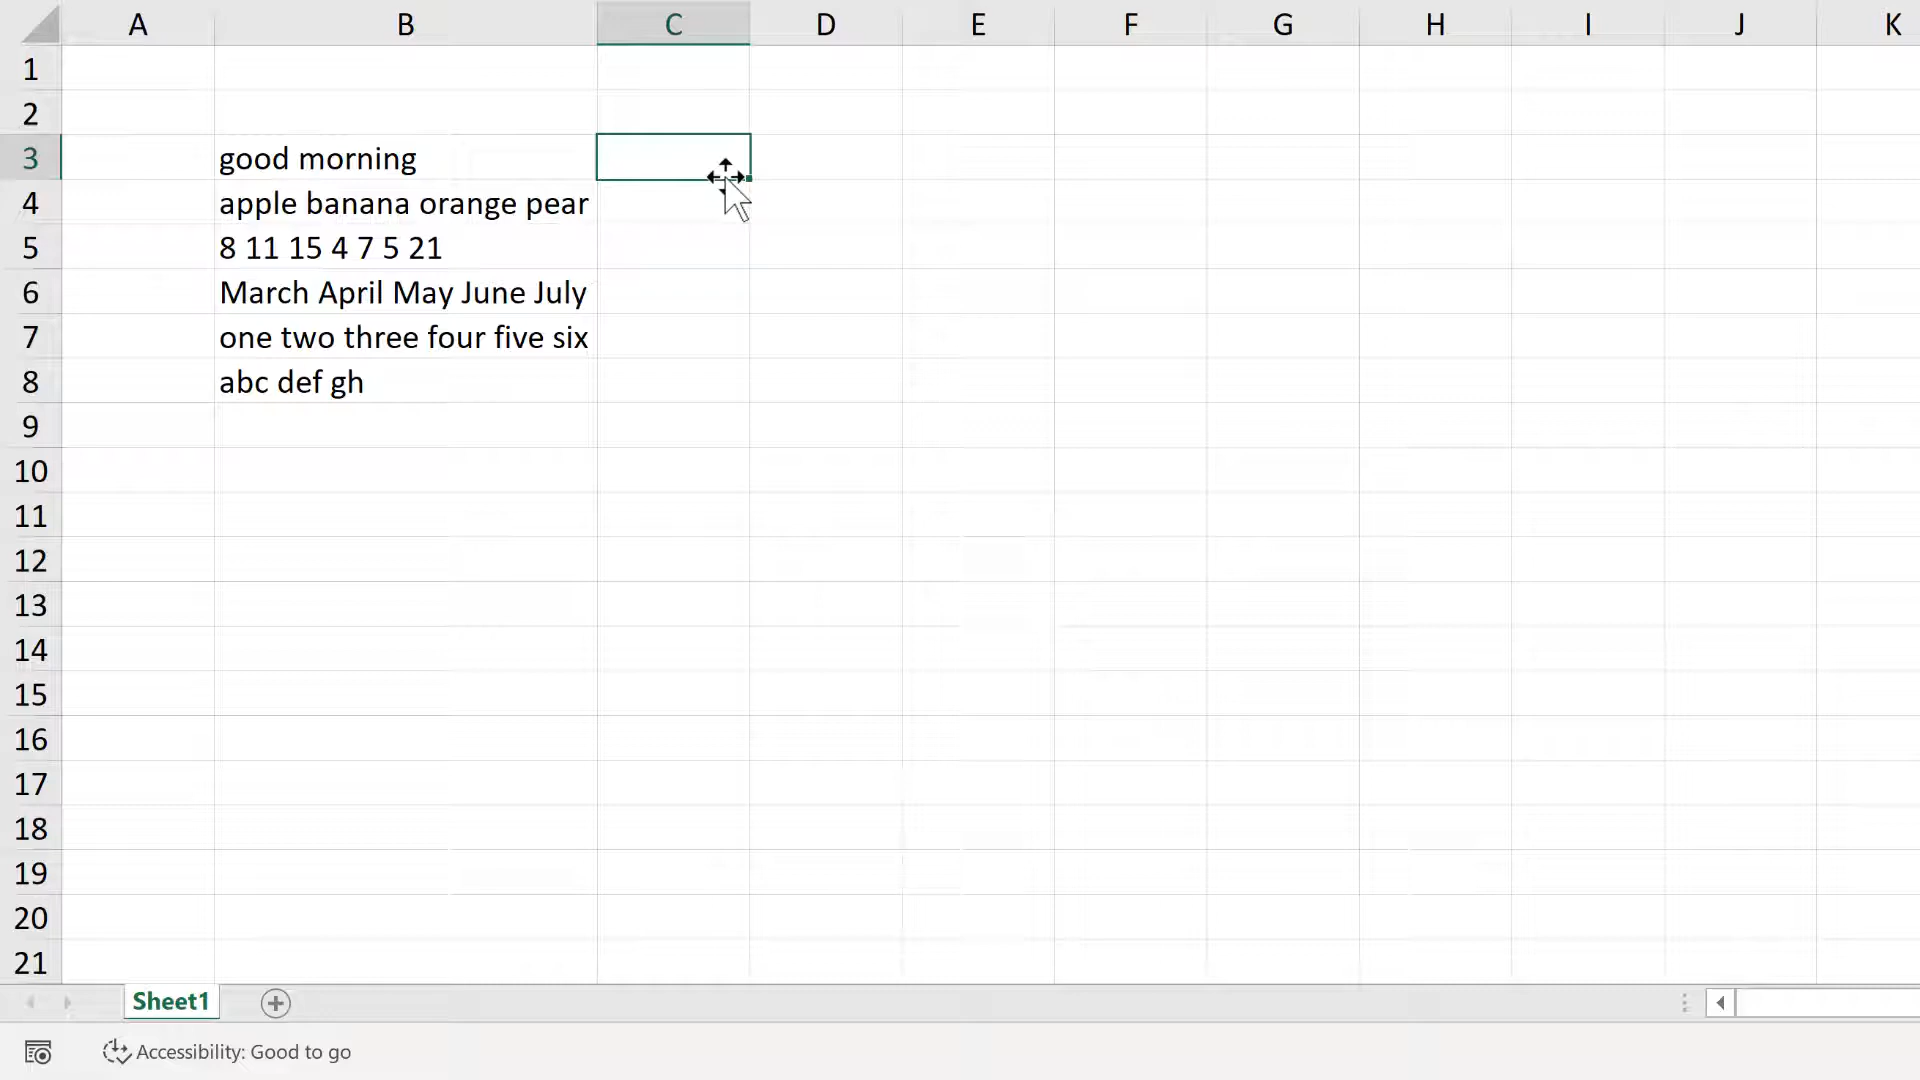 A B C D E F G H I J K
1
2
3 good morning
4 apple banana orange pear
5 8 11 15 4 7 5 21
6 March April May June July
7 one two three four five six
8 abc def gh
9
10
11
12
13
14
15
16
17
18
19
20
21
Sheet1
Accessibility: Good to go